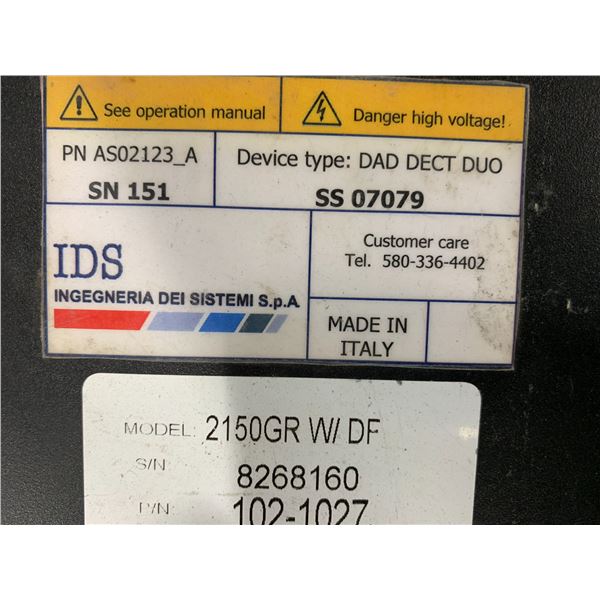 See operation manual
Danger high voltage!
PN AS02123_A
SN 151
Device type: DAD DECT DUO
SS 07079
IDS
INGEGNERIA DEI SISTEMI S.p.A
Customer care
Tel. 580-336-4402
MADE IN
ITALY
MODEL: 2150GR W/ DF
S/N: 8268160
P/N: 102-1027